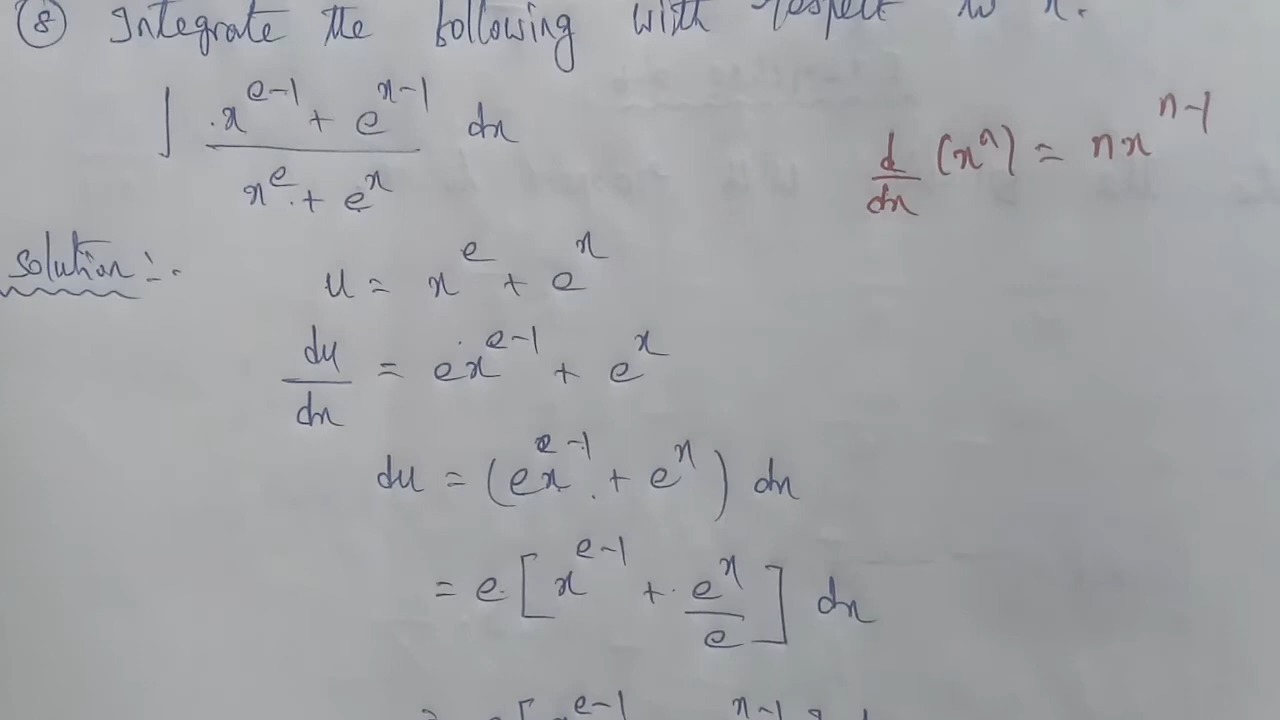 ⑧ Integrate the following with respect to x.
∫ x^(e-1) + e^(x-1) / x^e + e^x dx
d/dx (x^n) = nx^(n-1)
Solution:-
u = x^e + e^x
du/dx = ex^(e-1) + e^x
du = (ex^(e-1) + e^x) dx
= e[x^(e-1) + e^x/e] dx